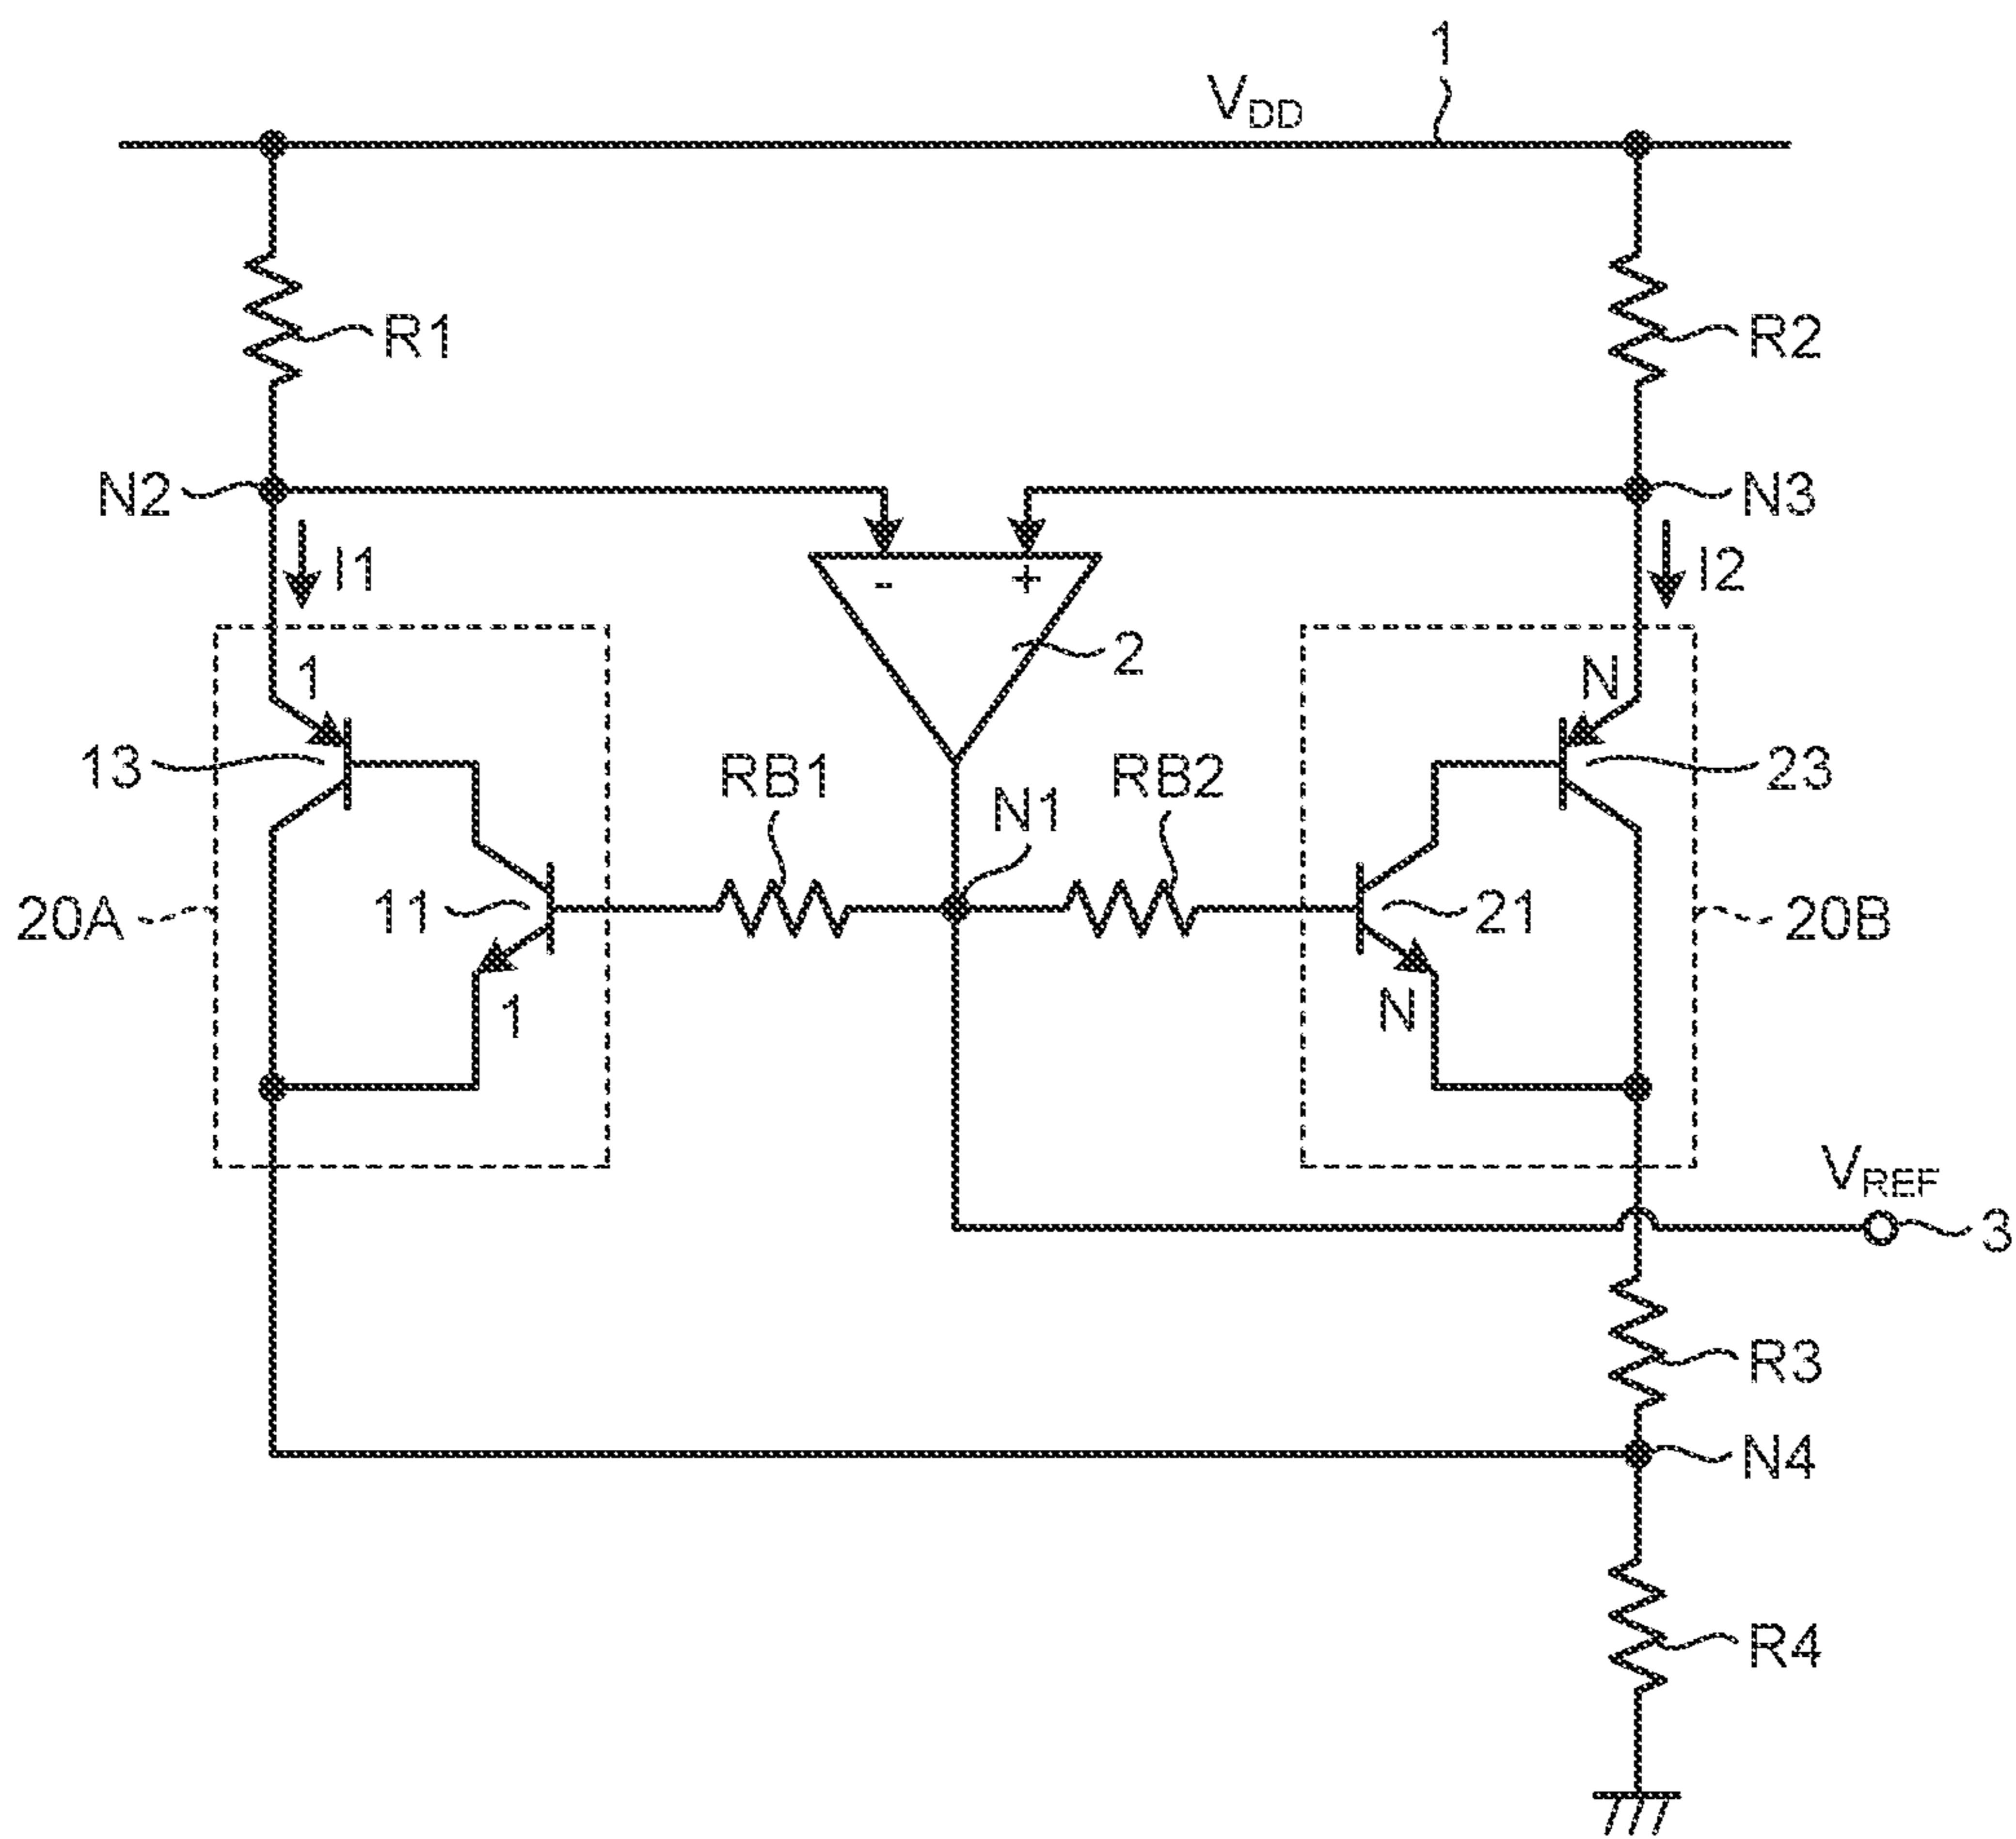 1
VDD
R1
R2
N2
N3
I1
I2
-
+
2
1
N
13
23
RB1
RB2
N1
20A
11
21
20B
1
N
VREF
3
R3
N4
R4